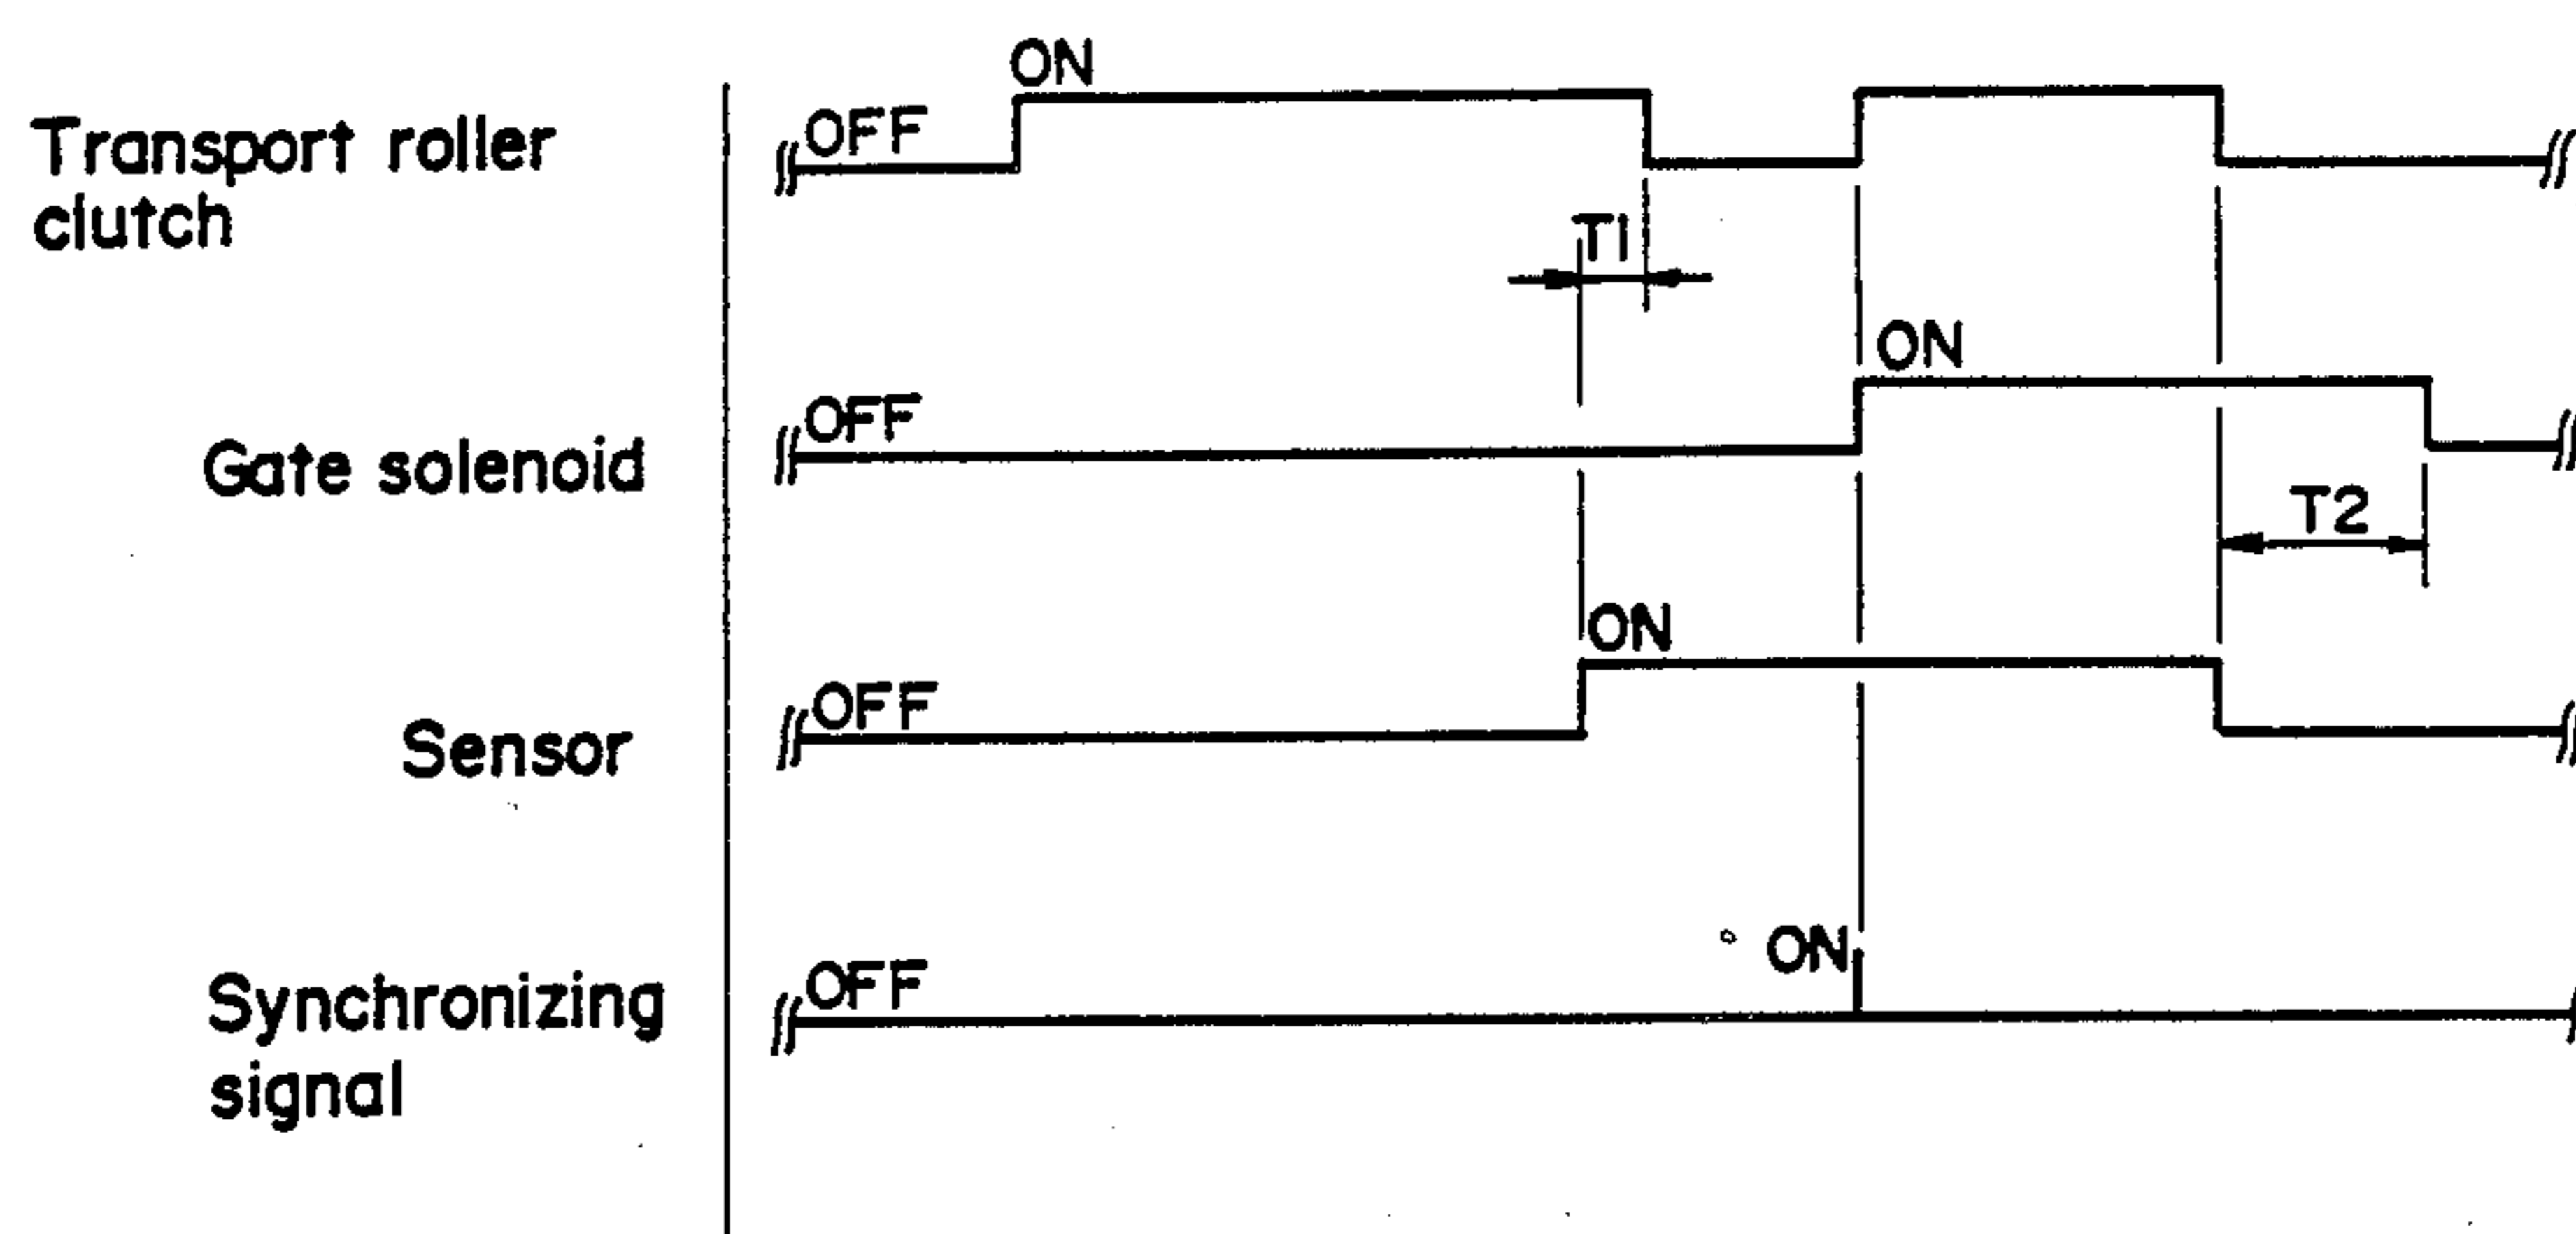 ON
OFF
Transport roller
clutch
T1
ON
OFF
Gate solenoid
T2
ON
OFF
Sensor
ON
OFF
Synchronizing
signal